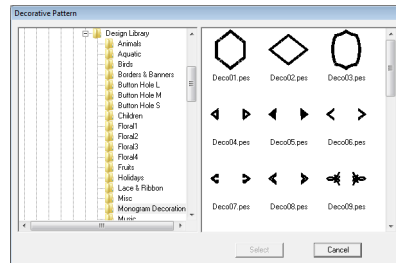 Decorative Pattern
Design Library
Animals
Aquatic
Birds
Borders & Banners
Button Hole L
Button Hole M
Button Hole S
Children
Floral1
Floral2
Floral3
Floral4
Fruits
Holidays
Lace & Ribbon
Misc
Monogram Decoration
Music
Deco01.pes Deco02.pes Deco03.pes
Deco04.pes Deco05.pes Deco06.pes
Deco07.pes Deco08.pes Deco09.pes
Select Cancel